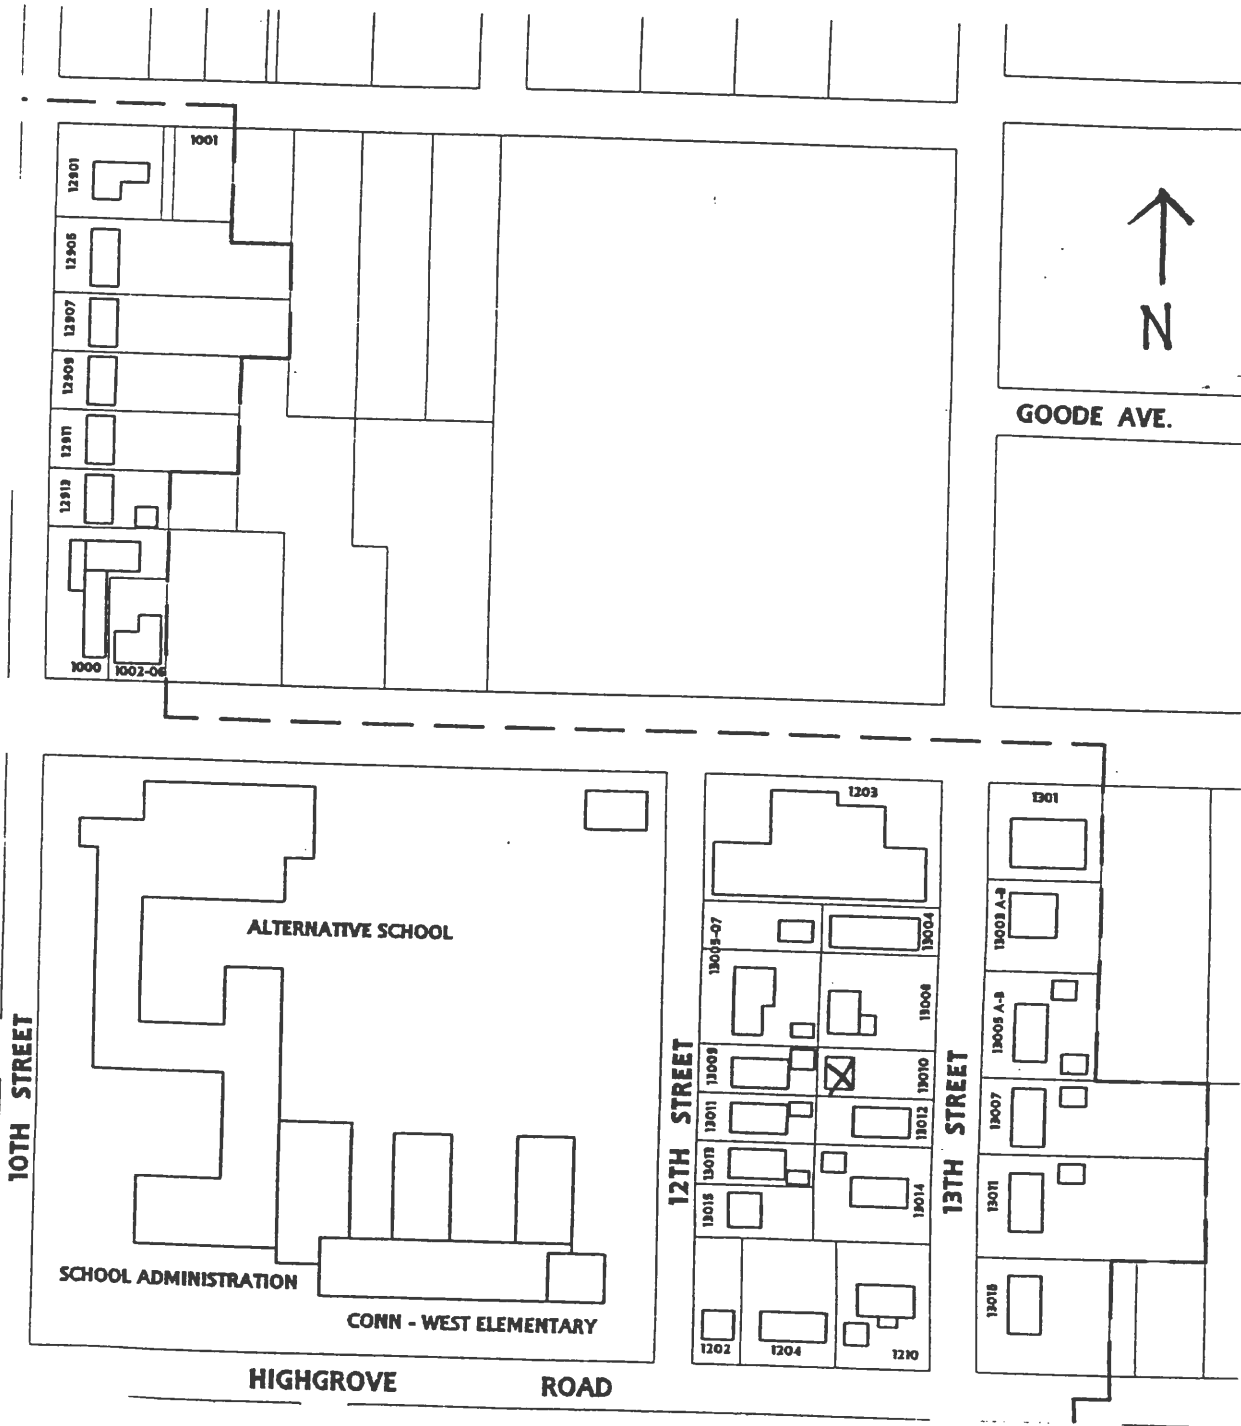 1001
12901
12905
12907
12909
12911
12913
1000
1002-06
N
GOODE AVE.
1203
1301
ALTERNATIVE SCHOOL
13005-07
13004
13003 A-B
13008
13005 A-B
13009
13010
13007
13011
13012
13013
13014
13011
13015
13015
10TH STREET
12TH STREET
13TH STREET
SCHOOL ADMINISTRATION
CONN - WEST ELEMENTARY
1202
1204
1210
HIGHGROVE ROAD